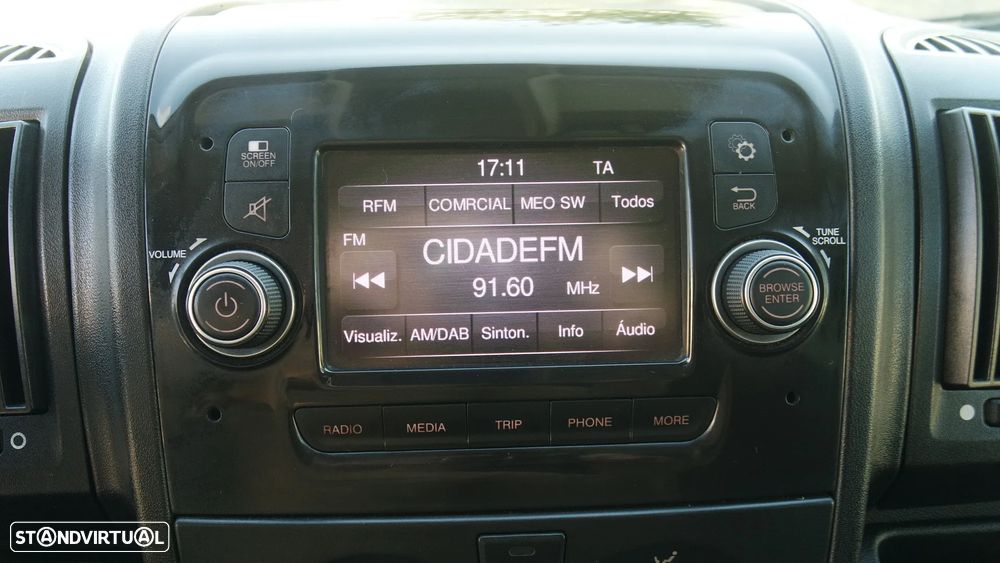 SCREEN
ON/OFF
17:11 TA
RFM COMRCIAL MEO SW Todos
BACK
FM
CIDADEFM
91.60 MHz
VOLUME
TUNE
SCROLL
BROWSE
ENTER
Visualiz. AM/DAB Sinton. Info Áudio
RADIO MEDIA TRIP PHONE MORE
STANDVIRTUAL